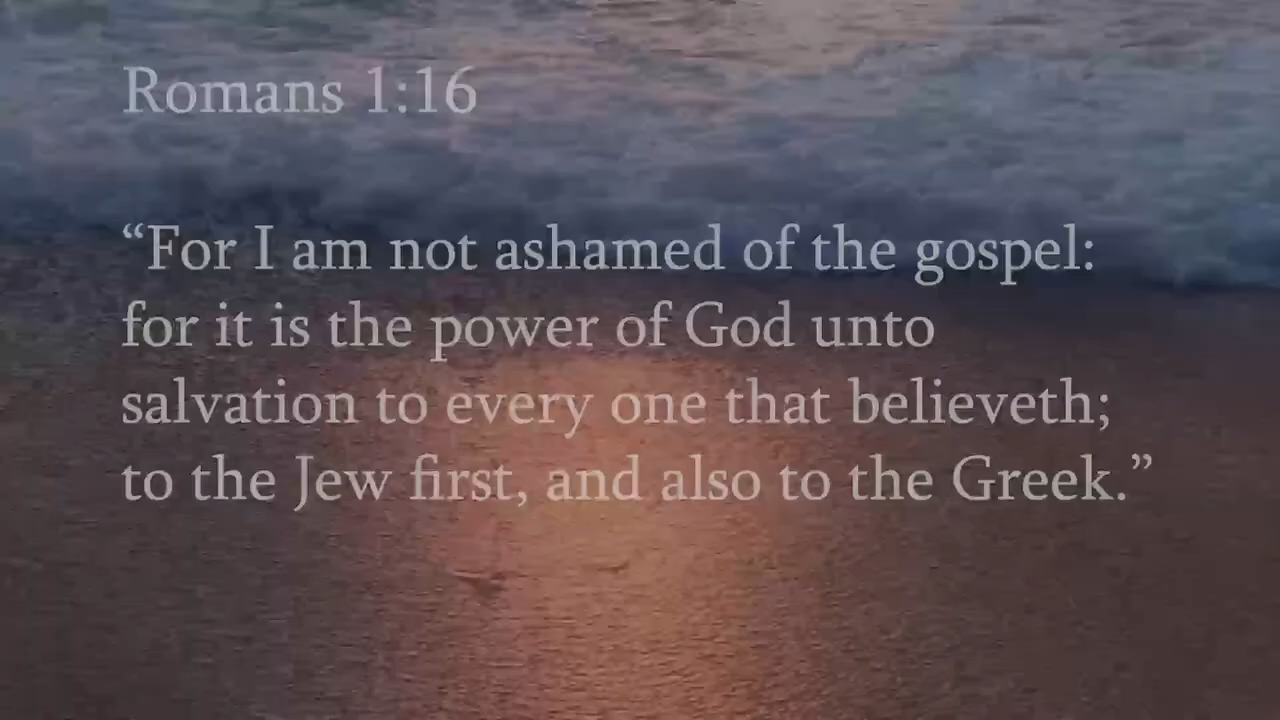 Romans 1:16
“For I am not ashamed of the gospel:
for it is the power of God unto
salvation to every one that believeth;
to the Jew first, and also to the Greek.”